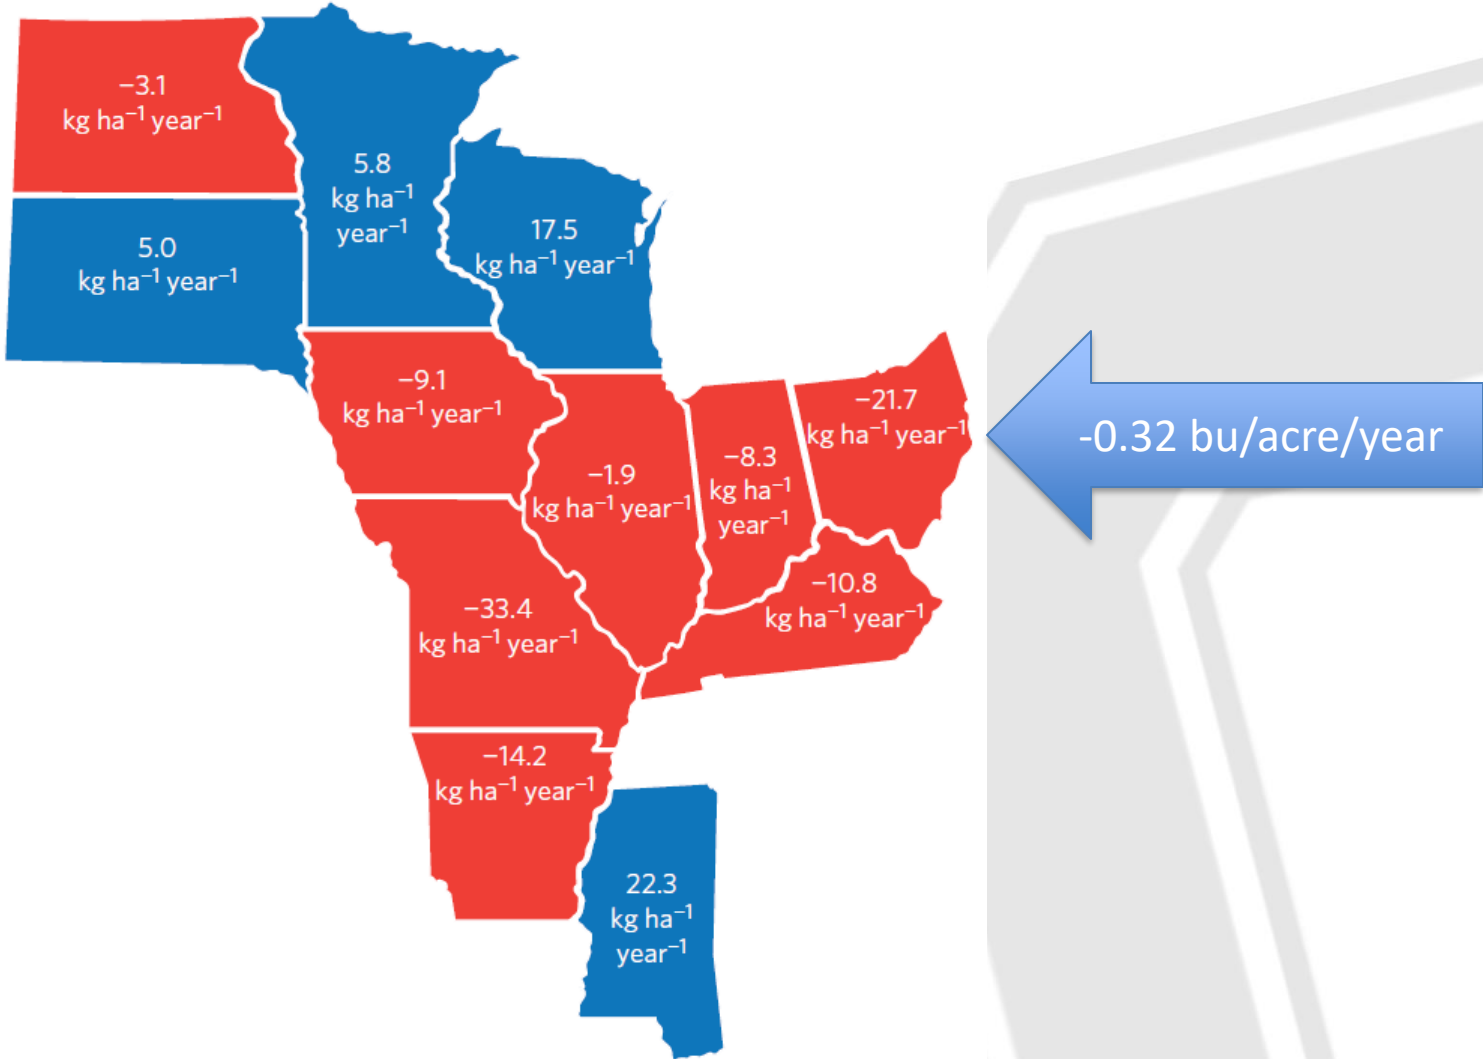 −3.1
kg ha⁻¹ year⁻¹
5.8
kg ha⁻¹
year⁻¹
17.5
kg ha⁻¹ year⁻¹
5.0
kg ha⁻¹ year⁻¹
−9.1
kg ha⁻¹ year⁻¹
−1.9
kg ha⁻¹ year⁻¹
−8.3
kg ha⁻¹
year⁻¹
−21.7
kg ha⁻¹ year⁻¹
-0.32 bu/acre/year
−33.4
kg ha⁻¹ year⁻¹
−10.8
kg ha⁻¹ year⁻¹
−14.2
kg ha⁻¹ year⁻¹
22.3
kg ha⁻¹
year⁻¹